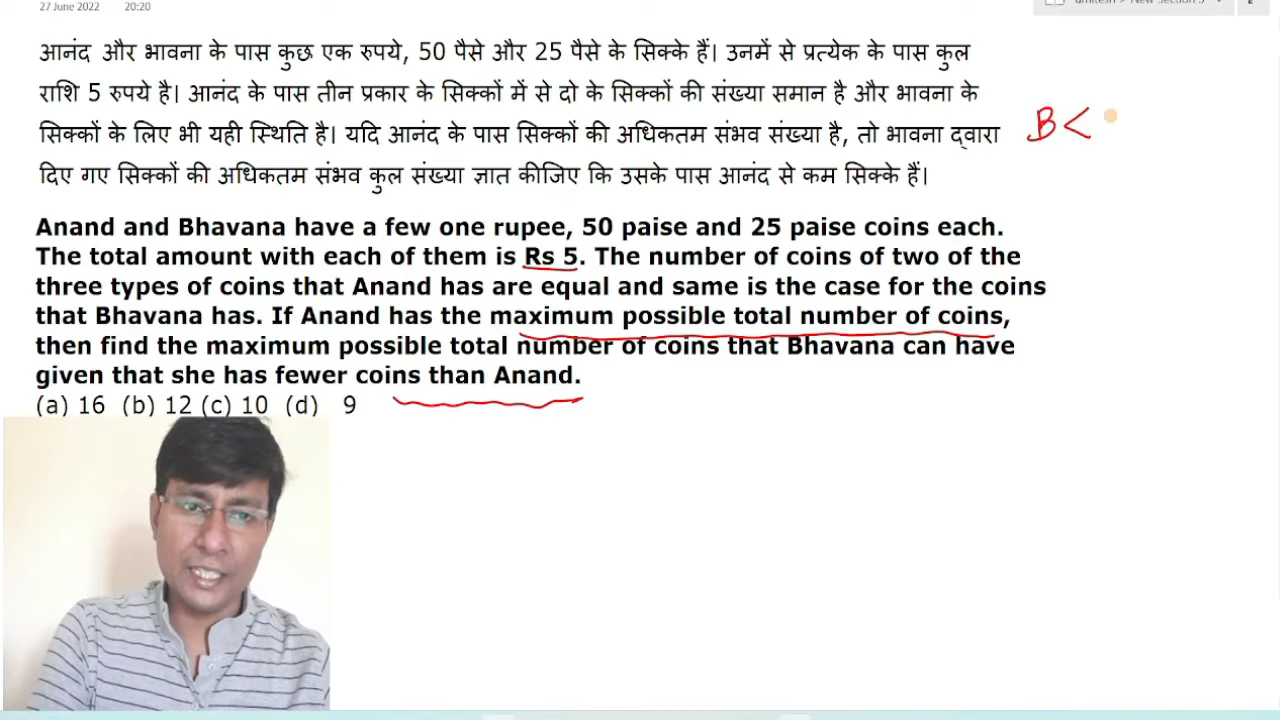 27 June 2022 20:20
आनंद और भावना के पास कुछ एक रुपये, 50 पैसे और 25 पैसे के सिक्के हैं। उनमें से प्रत्येक के पास कुल
राशि 5 रुपये है। आनंद के पास तीन प्रकार के सिक्कों में से दो के सिक्कों की संख्या समान है और भावना के
सिक्कों के लिए भी यही स्थिति है। यदि आनंद के पास सिक्कों की अधिकतम संभव संख्या है, तो भावना द्वारा
दिए गए सिक्कों की अधिकतम संभव कुल संख्या ज्ञात कीजिए कि उसके पास आनंद से कम सिक्के हैं।
B <
Anand and Bhavana have a few one rupee, 50 paise and 25 paise coins each.
The total amount with each of them is Rs 5. The number of coins of two of the
three types of coins that Anand has are equal and same is the case for the coins
that Bhavana has. If Anand has the maximum possible total number of coins,
then find the maximum possible total number of coins that Bhavana can have
given that she has fewer coins than Anand.
(a) 16 (b) 12 (c) 10 (d) 9